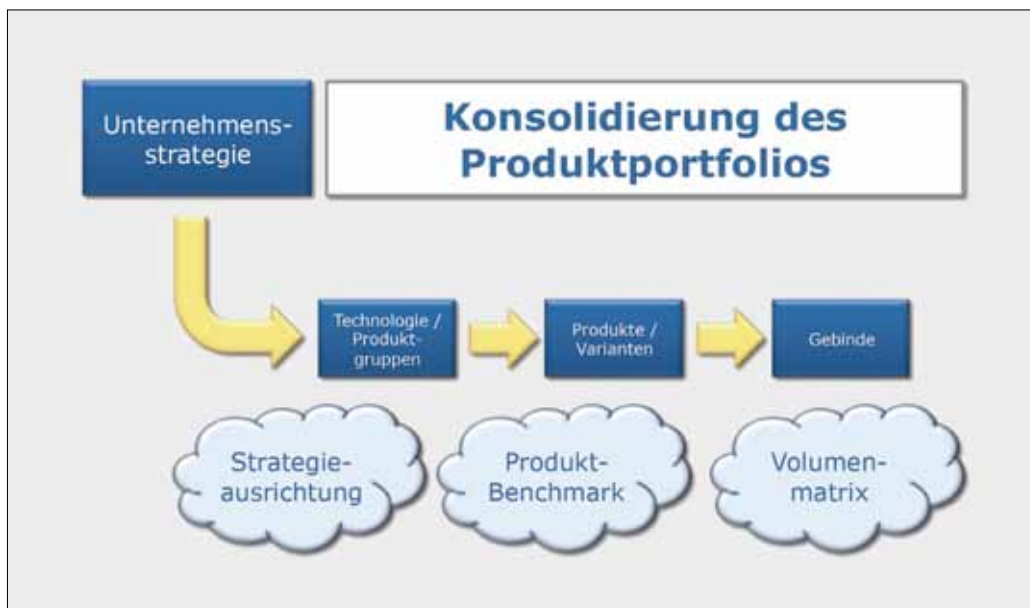 Unternehmens-
strategie
Konsolidierung des
Produktportfolios
Technologie /
Produkt-
gruppen
Produkte /
Varianten
Gebinde
Strategie-
ausrichtung
Produkt-
Benchmark
Volumen-
matrix